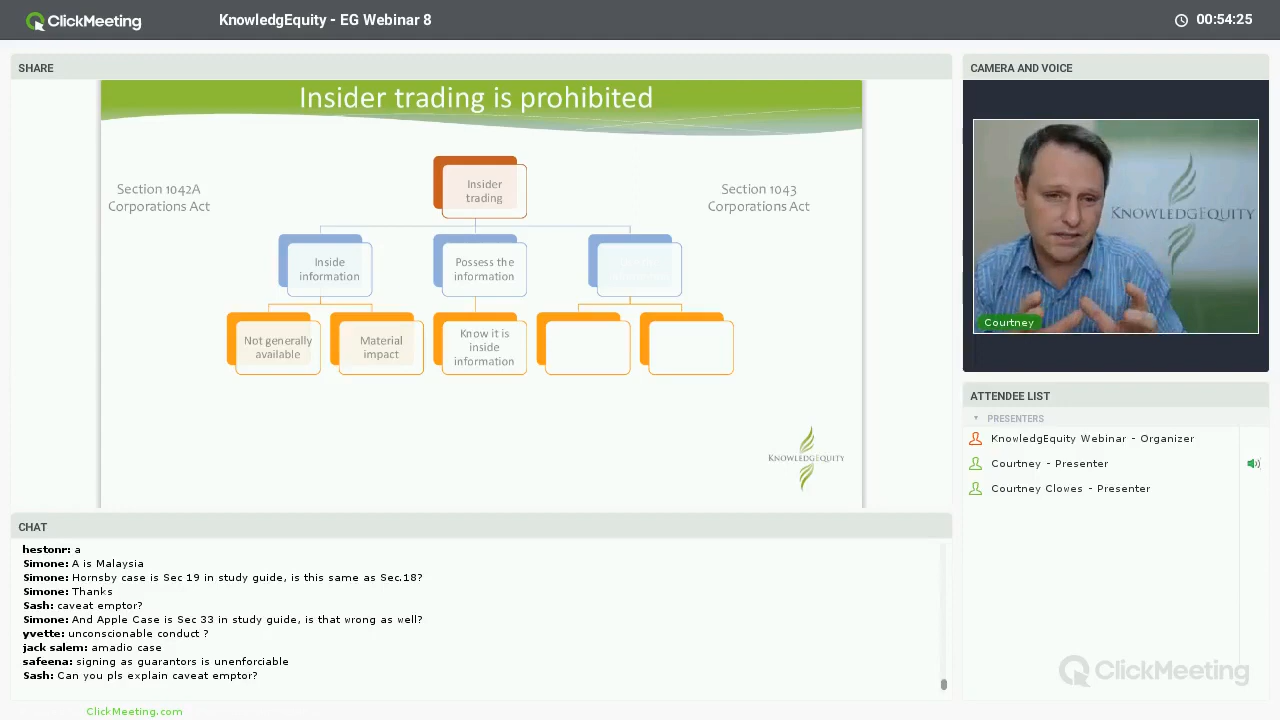 ClickMeeting
KnowledgEquity - EG Webinar 8
00:54:25
SHARE
Insider trading is prohibited
Section 1042A
Corporations Act
Insider
trading
Section 1043
Corporations Act
Inside
information
Possess the
information
Not generally
available
Material
impact
Know it is
inside
information
KNOWLEDGEQUITY
CAMERA AND VOICE
KNOWLEDGEQUITY
Courtney
ATTENDEE LIST
PRESENTERS
KnowledgEquity Webinar - Organizer
Courtney - Presenter
Courtney Clowes - Presenter
CHAT
hestonr: a
Simone: A is Malaysia
Simone: Hornsby case is Sec 19 in study guide, is this same as Sec.18?
Simone: Thanks
Sash: caveat emptor?
Simone: And Apple Case is Sec 33 in study guide, is that wrong as well?
yvette: unconscionable conduct ?
jack salem: amadio case
safeena: signing as guarantors is unenforciable
Sash: Can you pls explain caveat emptor?
ClickMeeting
ClickMeeting.com